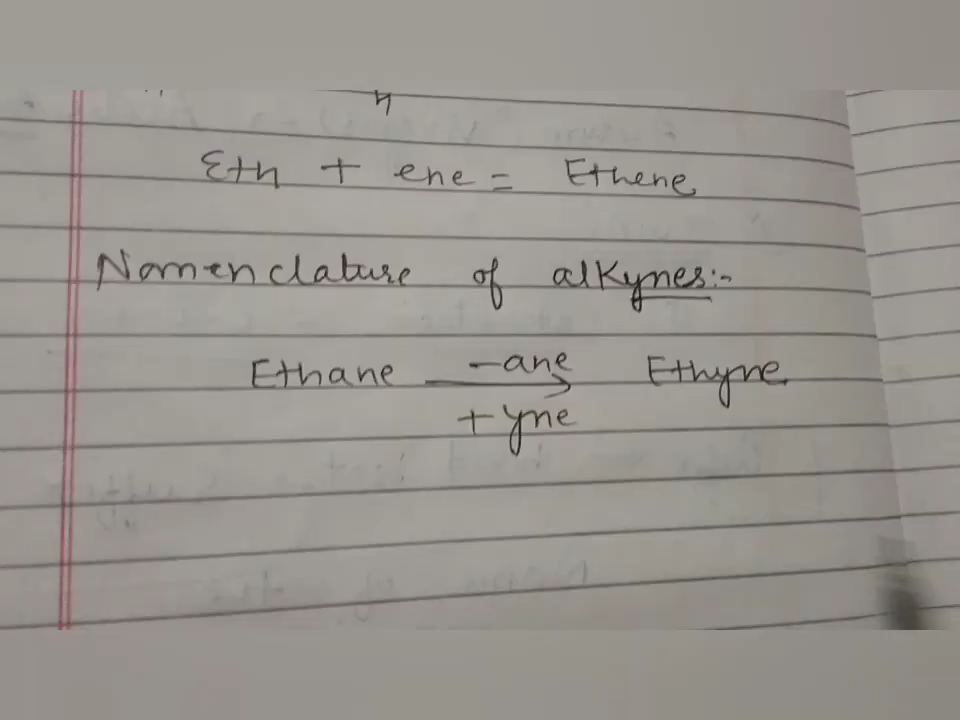 Eth + ene = Ethene
Nomenclature of alkynes:-
Ethane -ane Ethyne
+ yne